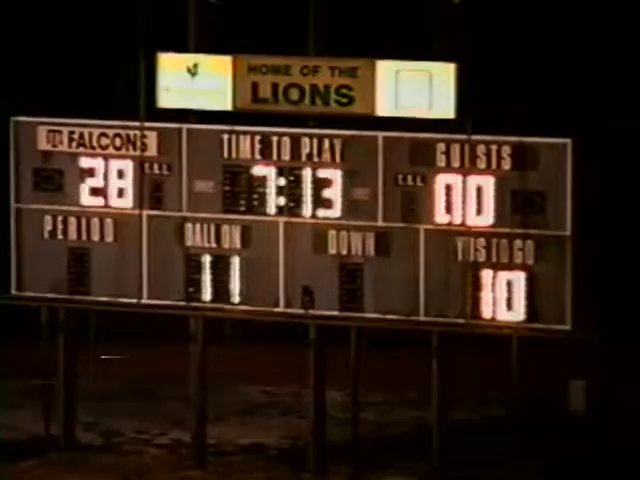 HOME OF THE
LIONS
FALCONS
TIME TO PLAY
GUESTS
28
T.O.L.
7:13
T.O.L.
00
PERIOD
BALL ON
DOWN
YDS TO GO
11
10